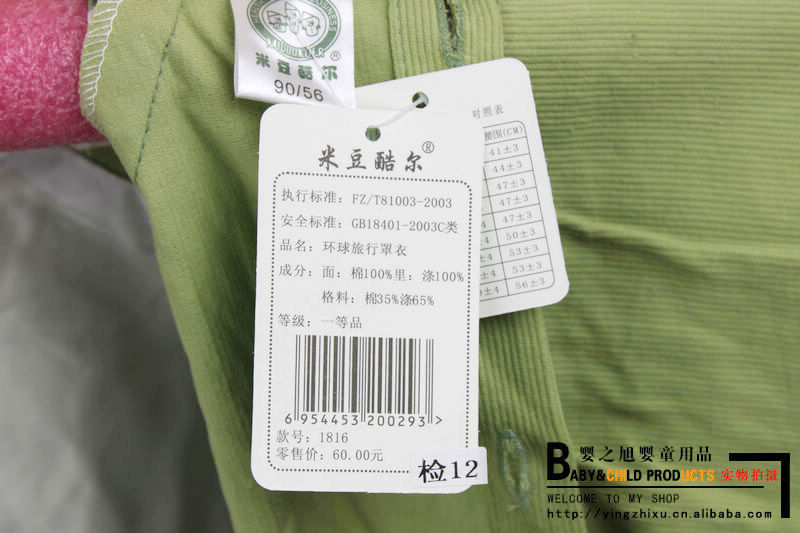 米豆酷尔
90/56
米豆酷尔®
执行标准: FZ/T81003-2003
安全标准: GB18401-2003C类
品名: 环球旅行罩衣
成分: 面: 棉100%里: 涤100%
格料: 棉35%涤65%
等级: 一等品
6 954453 200293 >
款号: 1816
零售价: 60.00元
检12
对照表
腰围(CM)
41±3
44±3
47±3
47±3
47±3
50±3
53±3
53±3
56±3
婴之旭婴童用品
BABY&CHILD PRODUCTS 实物拍摄
WELCOME TO MY SHOP
http://yingzhixu.cn.alibaba.com